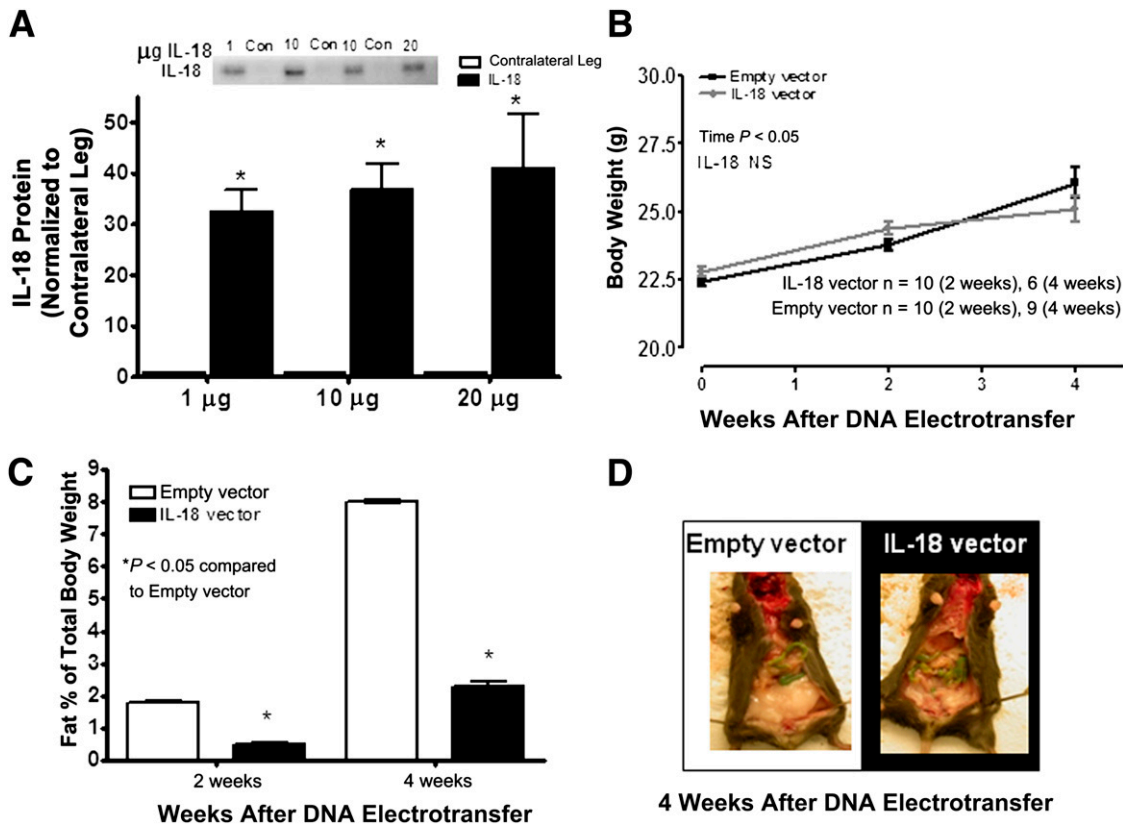 A
μg IL-18 1 Con 10 Con 10 Con 20
IL-18
Contralateral Leg
IL-18
IL-18 Protein
(Normalized to
Contralateral Leg)
50
40
30
20
10
0
* * *
1 μg 10 μg 20 μg
B
Body Weight (g)
30.0
27.5
25.0
22.5
20.0
Empty vector
IL-18 vector
Time P < 0.05
IL-18 NS
IL-18 vector n = 10 (2 weeks), 6 (4 weeks)
Empty vector n = 10 (2 weeks), 9 (4 weeks)
0 1 2 3 4
Weeks After DNA Electrotransfer
C
Fat % of Total Body Weight
9
8
7
6
5
4
3
2
1
0
Empty vector
IL-18 vector
*P < 0.05 compared
to Empty vector
* *
2 weeks 4 weeks
Weeks After DNA Electrotransfer
D
Empty vector IL-18 vector
4 Weeks After DNA Electrotransfer